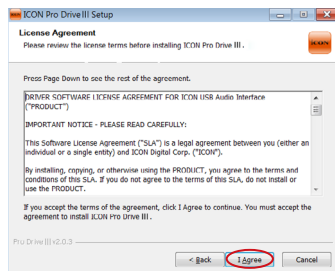 ICON Pro Drive III Setup
License Agreement
Please review the license terms before installing ICON Pro Drive III.
ICON
Press Page Down to see the rest of the agreement.
DRIVER SOFTWARE LICENSE AGREEMENT FOR ICON USB Audio Interface
("PRODUCT")
IMPORTANT NOTICE - PLEASE READ CAREFULLY:
This Software License Agreement ("SLA") is a legal agreement between you (either an
individual or a single entity) and ICON Digital Corp. ("ICON").
By installing, copying, or otherwise using the PRODUCT, you agree to the terms and
conditions of this SLA. If you do not agree to the terms of this SLA, do not install or
use the PRODUCT.
If you accept the terms of the agreement, click I Agree to continue. You must accept the
agreement to install ICON Pro Drive III.
Pro Drive III v2.0.3
< Back
I Agree
Cancel